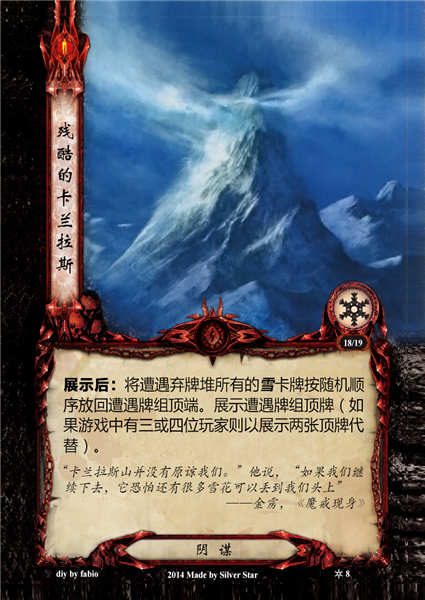 残酷的卡兰拉斯
18/19
展示后：将遭遇弃牌堆所有的雪卡牌按随机顺
序放回遭遇牌组顶端。展示遭遇牌组顶牌（如
果游戏中有三或四位玩家则以展示两张顶牌代
替）。
“卡兰拉斯山并没有原谅我们。”他说，“如果我们继
续下去，它恐怕还有很多雪花可以丢到我们头上”
——金雳，《魔戒现身》
阴谋
diy by fabio
2014 Made by Silver Star
8